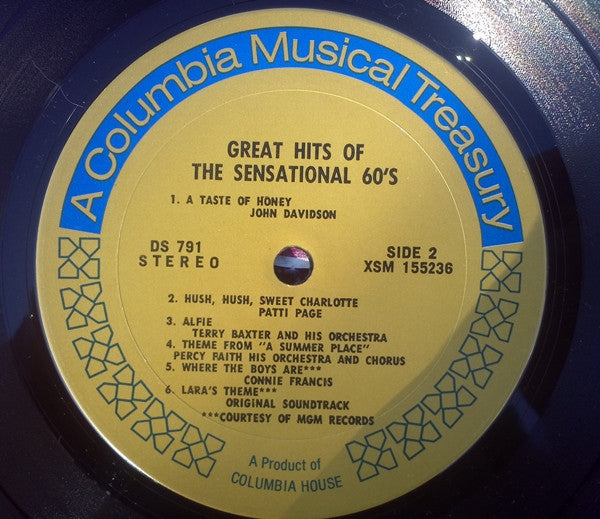 A Columbia Musical Treasury
GREAT HITS OF
THE SENSATIONAL 60'S
1. A TASTE OF HONEY
JOHN DAVIDSON
DS 791
STEREO
SIDE 2
XSM 155236
2. HUSH, HUSH, SWEET CHARLOTTE
PATTI PAGE
3. ALFIE
TERRY BAXTER AND HIS ORCHESTRA
4. THEME FROM "A SUMMER PLACE"
PERCY FAITH HIS ORCHESTRA AND CHORUS
5. WHERE THE BOYS ARE***
CONNIE FRANCIS
6. LARA'S THEME***
ORIGINAL SOUNDTRACK
***COURTESY OF MGM RECORDS
A Product of
COLUMBIA HOUSE